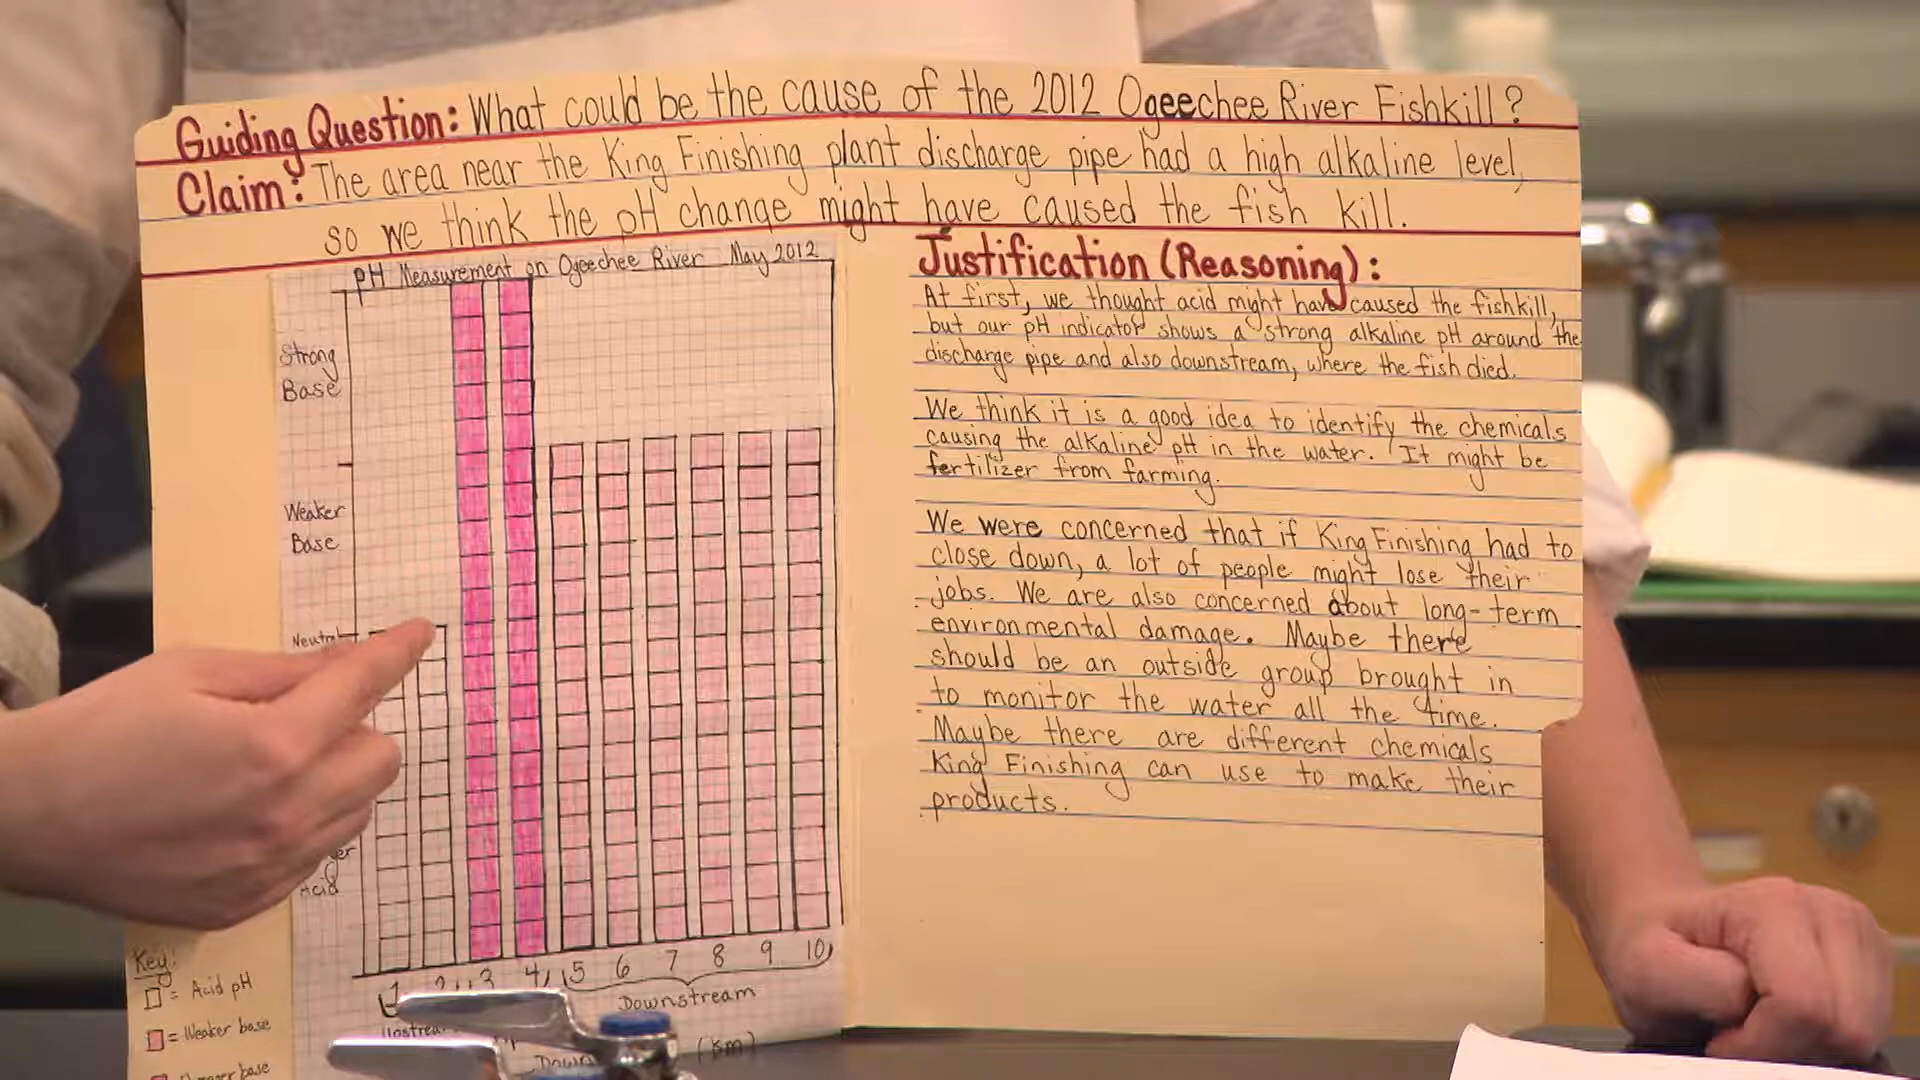 Guiding Question: What could be the cause of the 2012 Ogeechee River Fishkill?
Claim: The area near the King Finishing plant discharge pipe had a high alkaline level,
so we think the pH change might have caused the fish kill.
pH Measurement on Ogeechee River May 2012
Strong
Base
Weaker
Base
Neutral
Acid
1 2 3 4 5 6 7 8 9 10
Downstream
(Km)
Key:
= Acid pH
= Weaker base
base
Justification (Reasoning):
At first, we thought acid might have caused the fishkill,
but our pH indicator shows a strong alkaline pH around the
discharge pipe and also downstream, where the fish died.
We think it is a good idea to identify the chemicals
causing the alkaline pH in the water. It might be
fertilizer from farming.
We were concerned that if King Finishing had to
close down, a lot of people might lose their
jobs. We are also concerned about long-term
environmental damage. Maybe there
should be an outside group brought in
to monitor the water all the time.
Maybe there are different chemicals
King Finishing can use to make their
products.